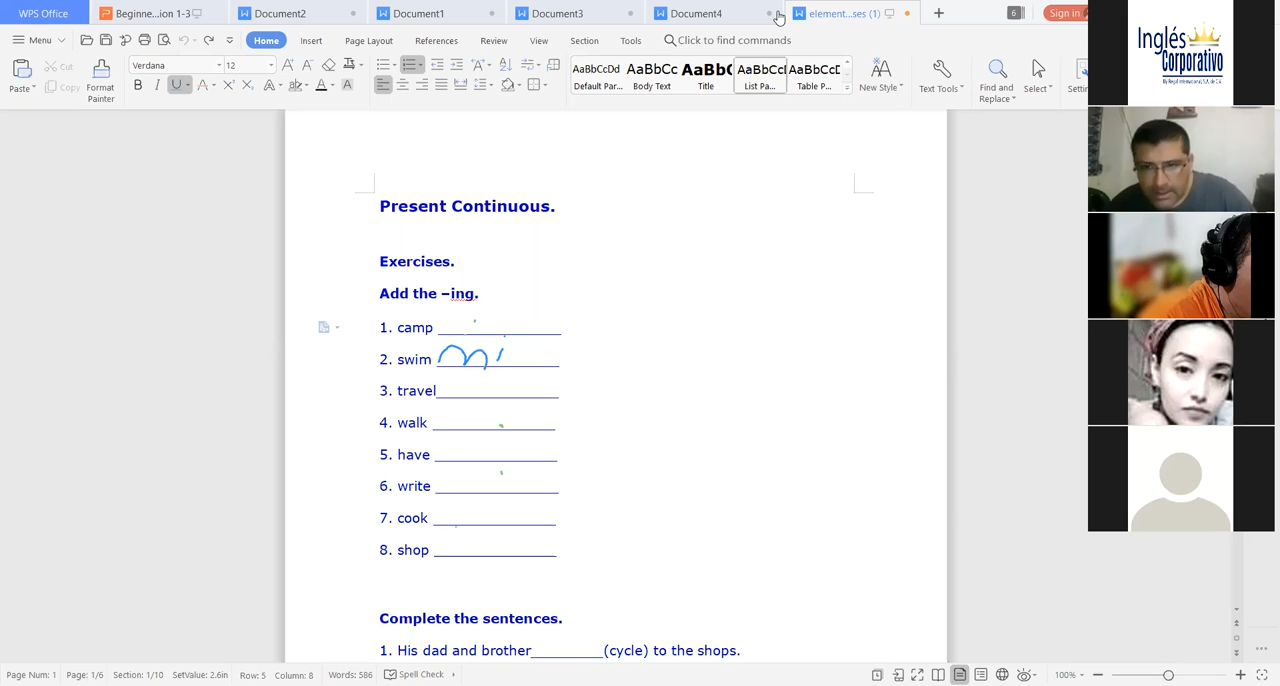 WPS Office
Beginne...ion 1-3
Document2
Document1
Document3
Document4
element...ses (1)
6
Sign in
Menu
Home
Insert
Page Layout
References
Review
View
Section
Tools
Click to find commands
Paste
Cut
Copy
Format Painter
Verdana
12
AaBbCcDd
Default Par...
AaBbCc
Body Text
AaBbC
Title
AaBbCcI
List Pa...
AaBbCcD
Table P...
New Style
Text Tools
Find and Replace
Select
Settin
Inglés
Corporativo
Present Continuous.
Exercises.
Add the –ing.
1. camp
2. swim
3. travel
4. walk
5. have
6. write
7. cook
8. shop
Complete the sentences.
1. His dad and brother_________(cycle) to the shops.
Page Num: 1
Page: 1/6
Section: 1/10
SetValue: 2.6in
Row: 5
Column: 8
Words: 586
Spell Check
100%